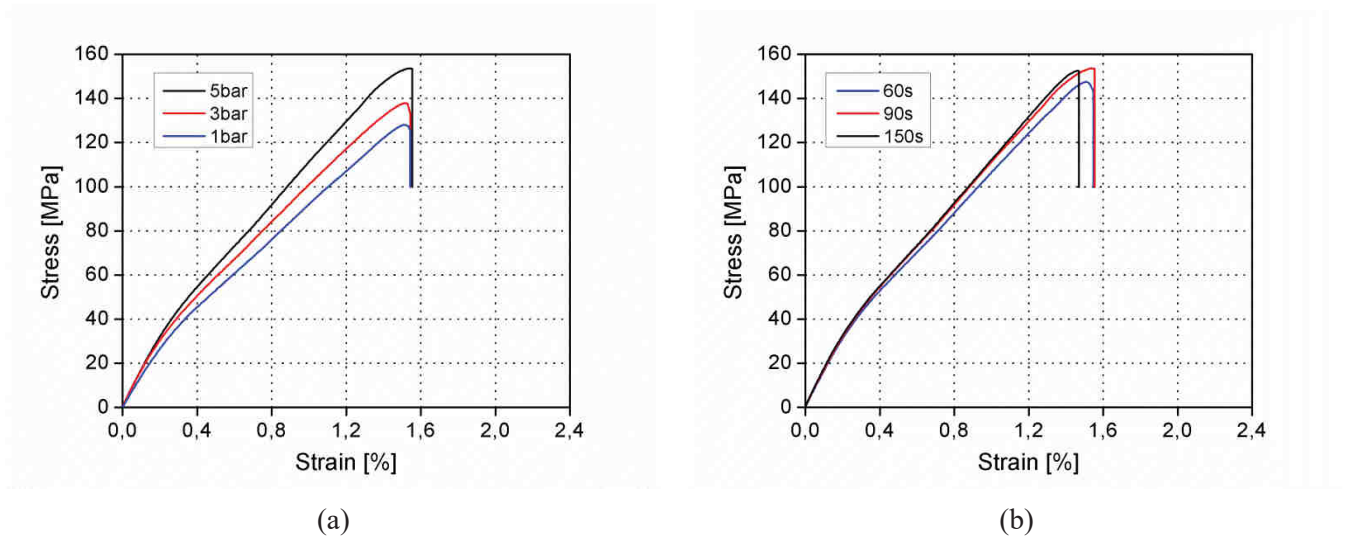 160
140
120
100
80
60
40
20
0
Stress [MPa]
5bar
3bar
1bar
0,0 0,4 0,8 1,2 1,6 2,0 2,4
Strain [%]
(a)
160
140
120
100
80
60
40
20
0
Stress [MPa]
60s
90s
150s
0,0 0,4 0,8 1,2 1,6 2,0 2,4
Strain [%]
(b)